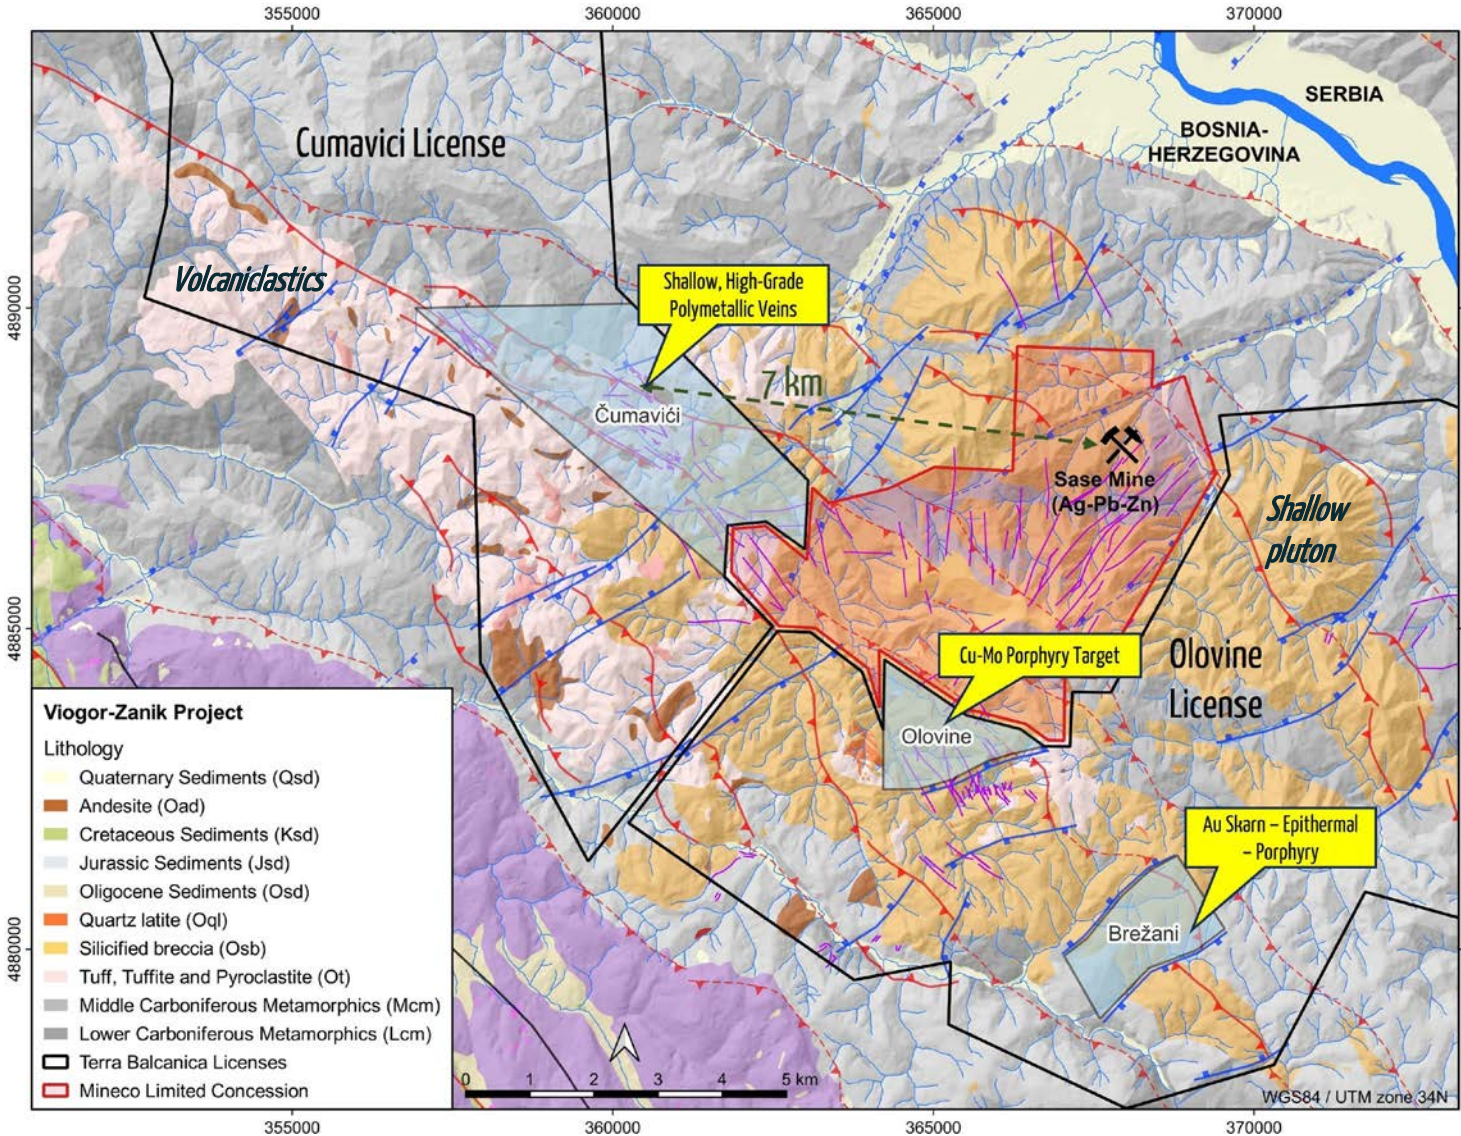 355000
360000
365000
370000
SERBIA
BOSNIA-
HERZEGOVINA
Cumavici License
Volcaniclastics
Shallow, High-Grade
Polymetallic Veins
4890000
7 km
Čumavići
Sase Mine
(Ag-Pb-Zn)
Shallow
pluton
4885000
Cu-Mo Porphyry Target
Olovine
License
Olovine
Au Skarn – Epithermal
– Porphyry
Brežani
4880000
Viogor-Zanik Project
Lithology
Quaternary Sediments (Qsd)
Andesite (Oad)
Cretaceous Sediments (Ksd)
Jurassic Sediments (Jsd)
Oligocene Sediments (Osd)
Quartz latite (Oql)
Silicified breccia (Osb)
Tuff, Tuffite and Pyroclastite (Ot)
Middle Carboniferous Metamorphics (Mcm)
Lower Carboniferous Metamorphics (Lcm)
Terra Balcanica Licenses
Mineco Limited Concession
0 1 2 3 4 5 km
WGS84 / UTM zone 34N
355000
360000
365000
370000